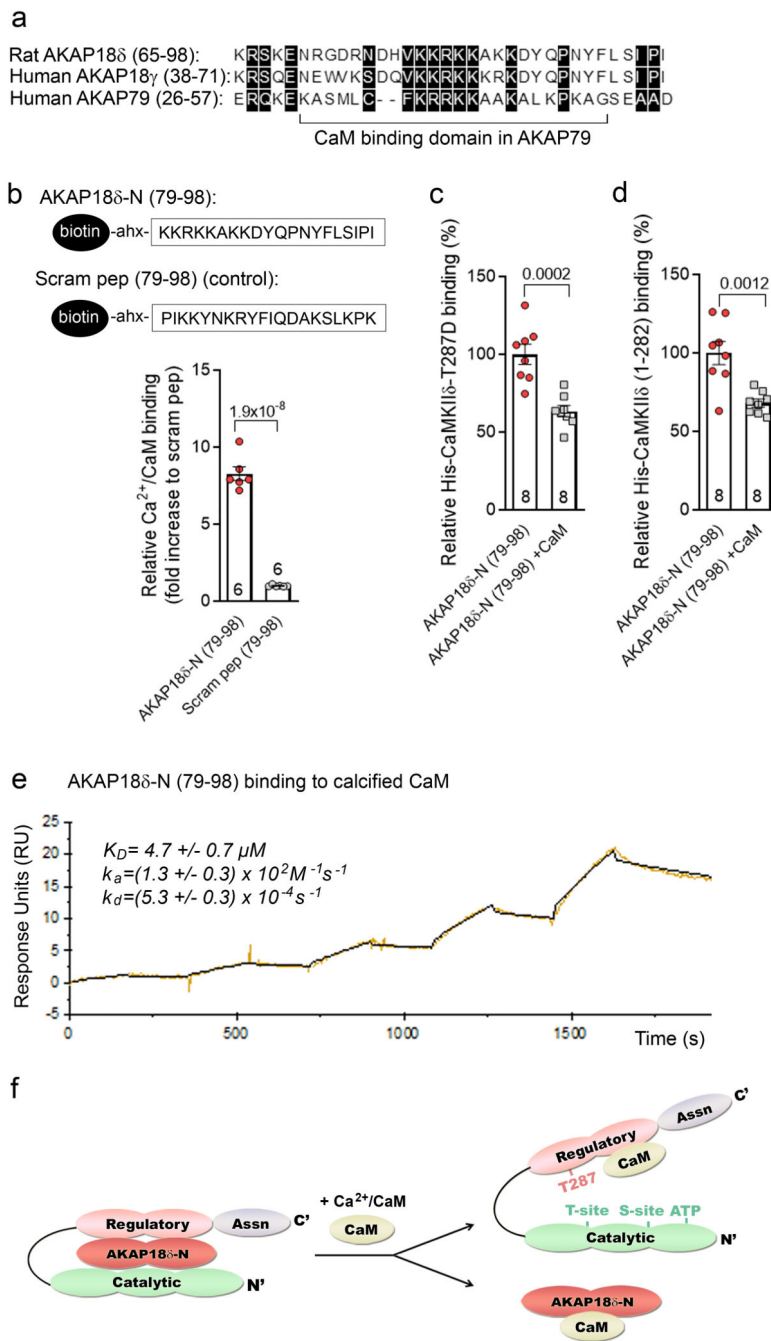 a
Rat AKAP18δ (65-98): KRSKENRGDRNDHVKKRKKAKKDYQPNYFLSIPI
Human AKAP18γ (38-71): KRSQENEWVKSDQVKKRKKKRKDYQPNYFLSIPI
Human AKAP79 (26-57): ERQKEKASMLC--FKRRKKAAKALKPKAGSEAAD
CaM binding domain in AKAP79
b
AKAP18δ-N (79-98):
biotin -ahx- KKRKKAKKDYQPNYFLSIPI
Scram pep (79-98) (control):
biotin -ahx- PIKKYNKRYFIQDAKSLKPK
Relative Ca²⁺/CaM binding
(fold increase to scram pep)
15
10
5
0
1.9x10⁻⁸
6
6
AKAP18δ-N (79-98)
Scram pep (79-98)
c
Relative His-CaMKIIδ-T287D binding (%)
150
100
50
0
0.0002
8
8
AKAP18δ-N (79-98)
AKAP18δ-N (79-98) +CaM
d
Relative His-CaMKIIδ (1-282) binding (%)
150
100
50
0
0.0012
8
8
AKAP18δ-N (79-98)
AKAP18δ-N (79-98) +CaM
e
AKAP18δ-N (79-98) binding to calcified CaM
Response Units (RU)
25
20
15
10
5
0
-5
K_D= 4.7 +/- 0.7 µM
k_a=(1.3 +/- 0.3) x 10² M⁻¹s⁻¹
k_d=(5.3 +/- 0.3) x 10⁻⁴s⁻¹
0
500
1000
1500
Time (s)
f
Regulatory
Assn
C'
AKAP18δ-N
Catalytic
N'
+ Ca²⁺/CaM
CaM
Assn
C'
Regulatory
CaM
T287
T-site
S-site
ATP
Catalytic
N'
AKAP18δ-N
CaM